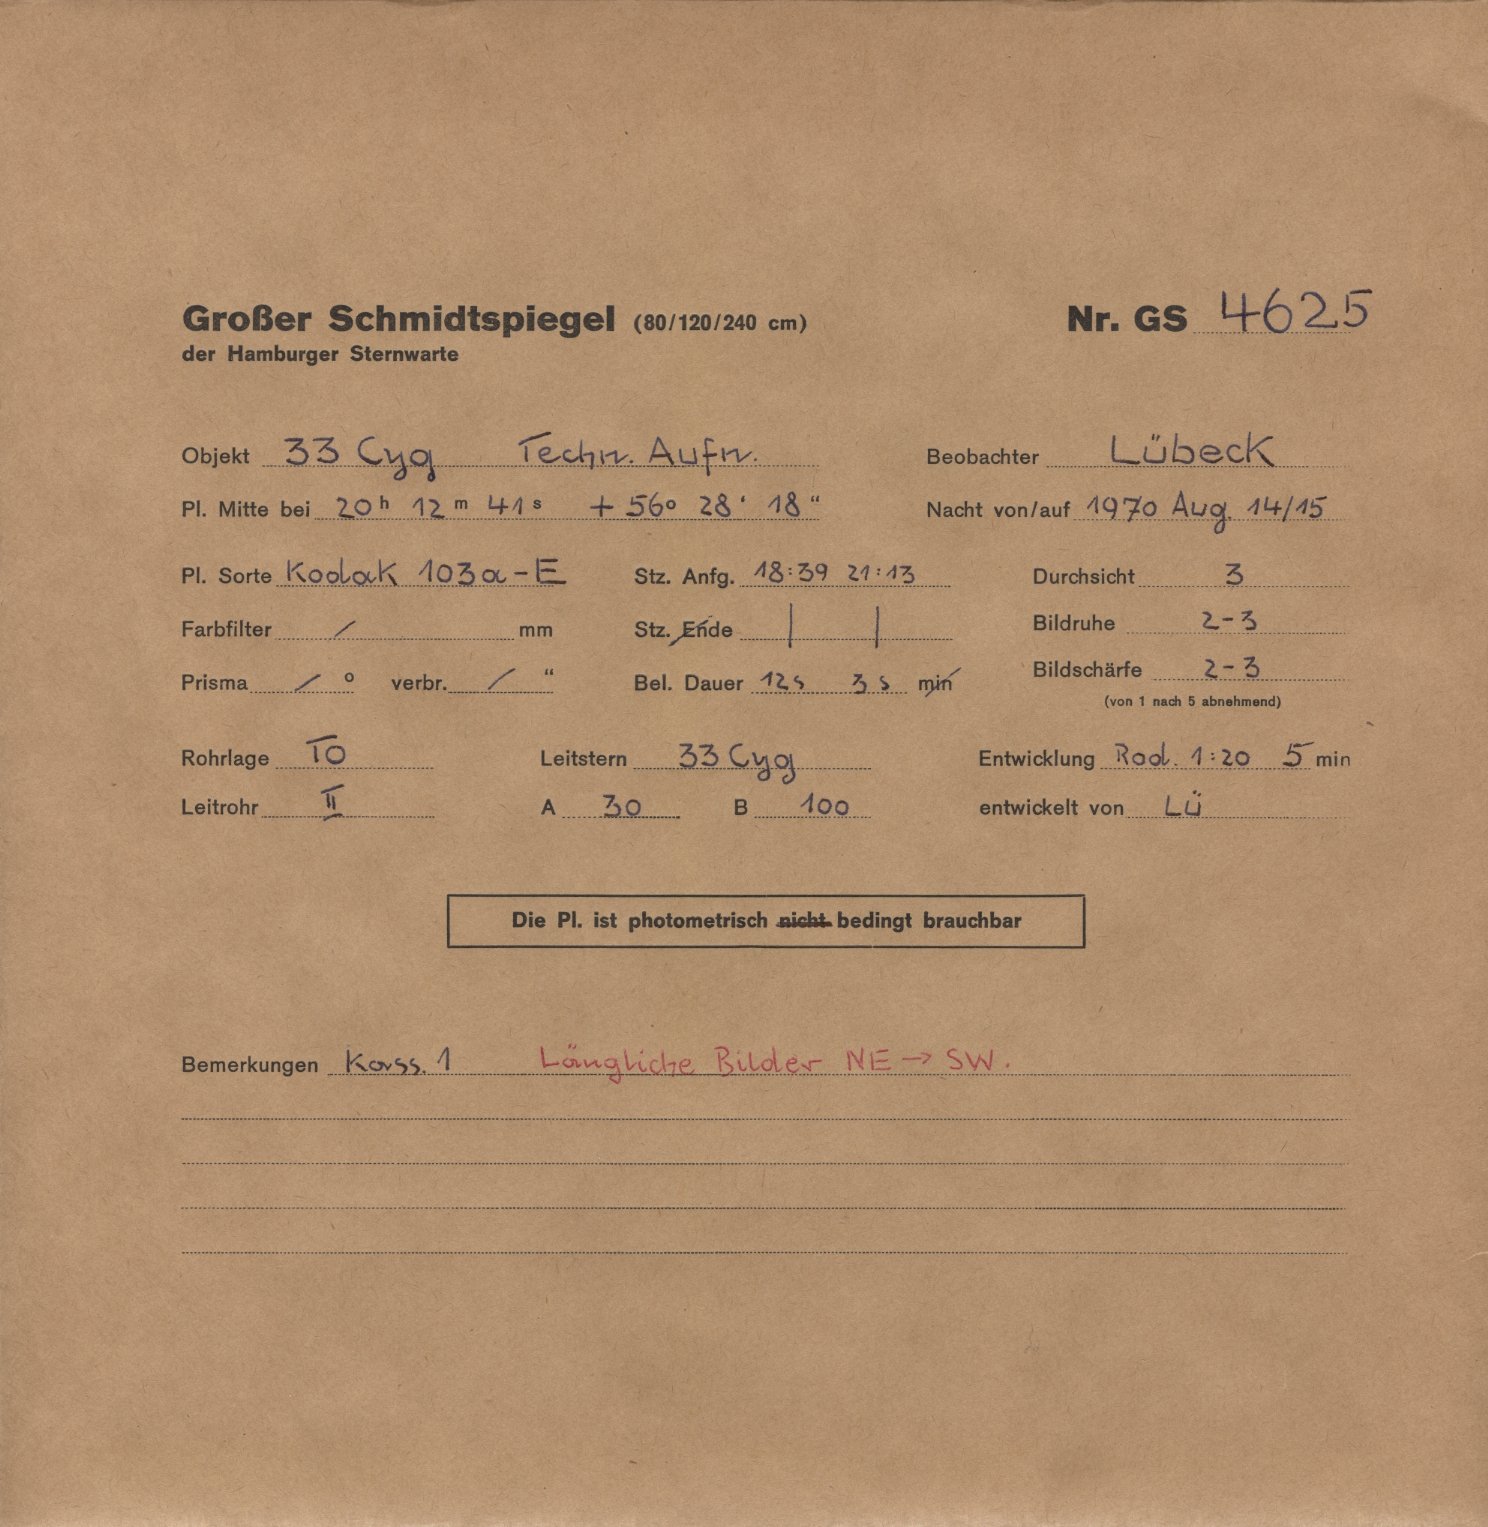 Großer Schmidtspiegel (80/120/240 cm) Nr. GS 4625
der Hamburger Sternwarte
Objekt 33 Cyg Techn. Aufn. Beobachter Lübeck
Pl. Mitte bei 20 h 12 m 41 s + 56° 28 ' 18 “ Nacht von/auf 1970 Aug. 14/15
Pl. Sorte Kodak 103a-E Stz. Anfg. 18:39 21:13 Durchsicht 3
Farbfilter / mm Stz. Ende | | Bildruhe 2-3
Prisma / ° verbr. / “ Bel. Dauer 12s 3s min Bildschärfe 2-3
(von 1 nach 5 abnehmend)
Rohrlage TO Leitstern 33 Cyg Entwicklung Rod. 1:20 5 min
Leitrohr II A 30 B 100 entwickelt von LÜ
Die Pl. ist photometrisch nicht bedingt brauchbar
Bemerkungen Kass. 1 Längliche Bilder NE → SW.